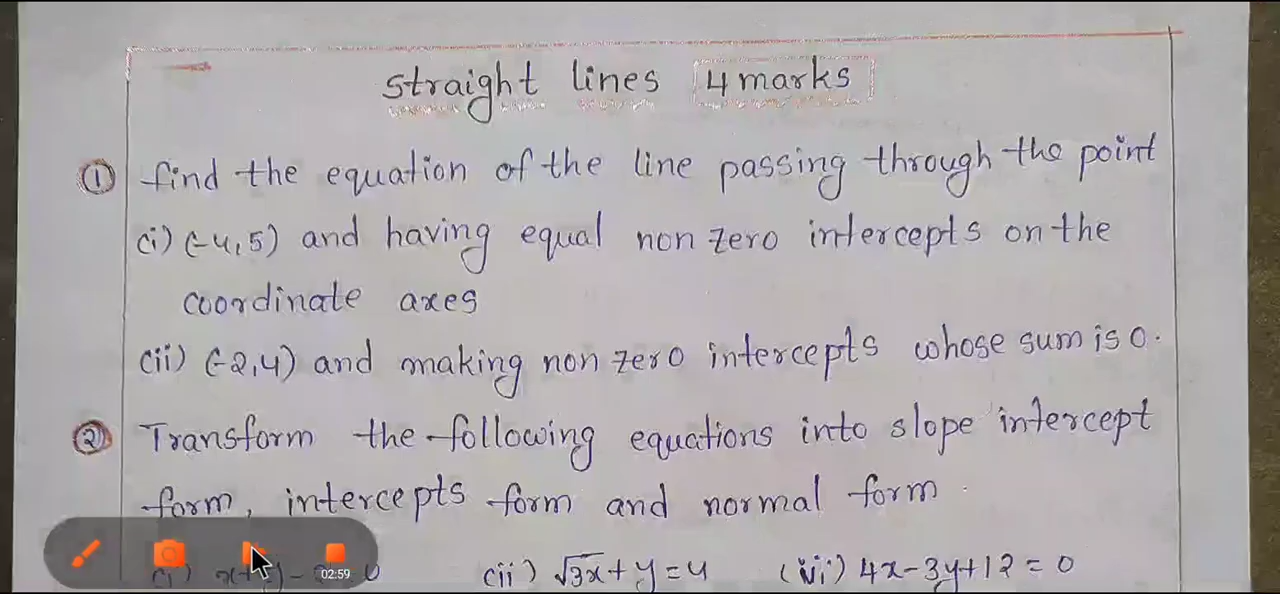 Straight lines 4 marks
① find the equation of the line passing through the point
(i) (-4,5) and having equal non zero intercepts on the
coordinate axes
(ii) (-2,4) and making non zero intercepts whose sum is 0.
② Transform the following equations into slope intercept
form, intercepts form and normal form.
(ii) √3x + y = 4 (vi) 4x - 3y + 12 = 0
02:59